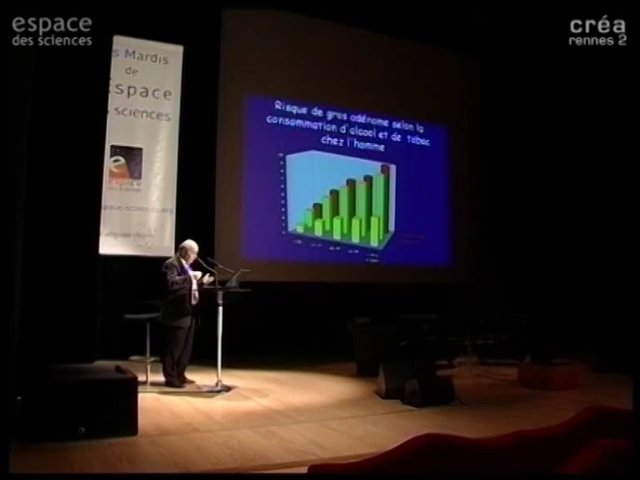 espace
des sciences
créa
rennes 2
s Mardis
de
space
sciences
Risque de gros adénome selon la
consommation d'alcool et de tabac
chez l'homme